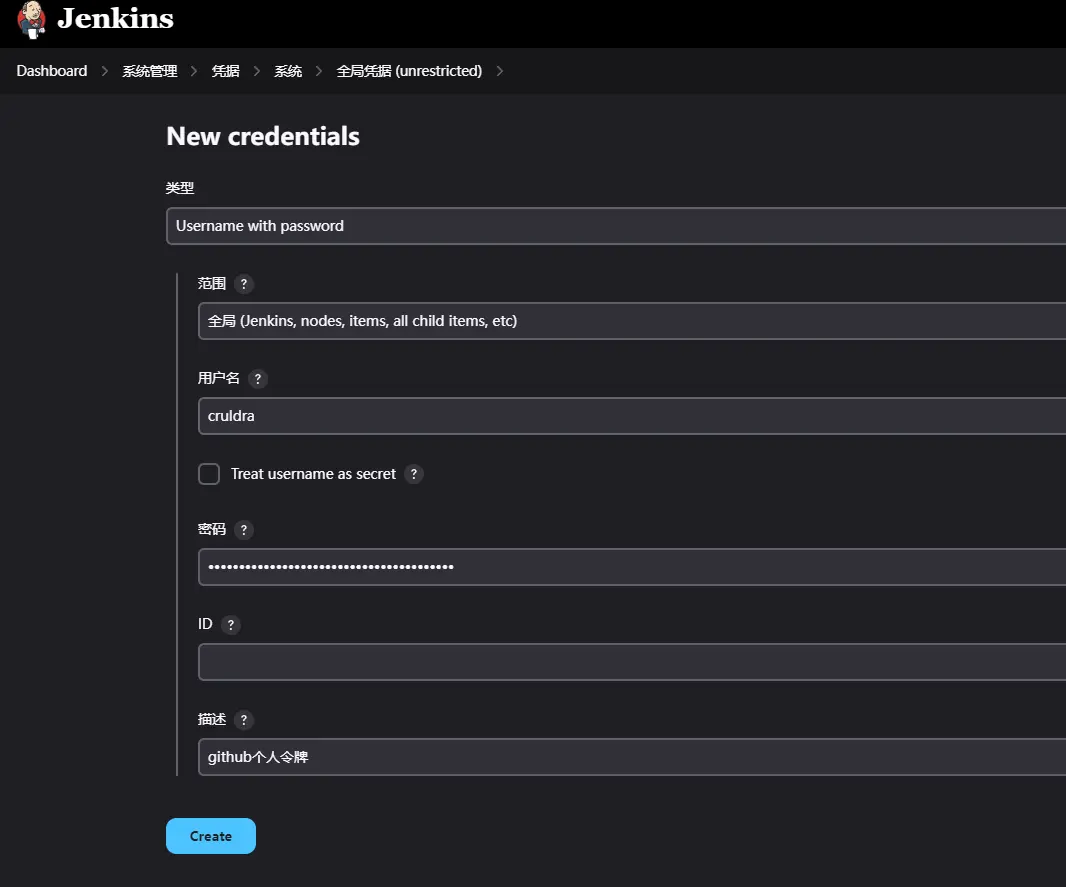 Jenkins
Dashboard > 系统管理 > 凭据 > 系统 > 全局凭据 (unrestricted) >
New credentials
类型
Username with password
范围 ?
全局 (Jenkins, nodes, items, all child items, etc)
用户名 ?
cruldra
Treat username as secret ?
密码 ?
••••••••••••••••••••••••••••••••••••••••
ID ?
描述 ?
github个人令牌
Create